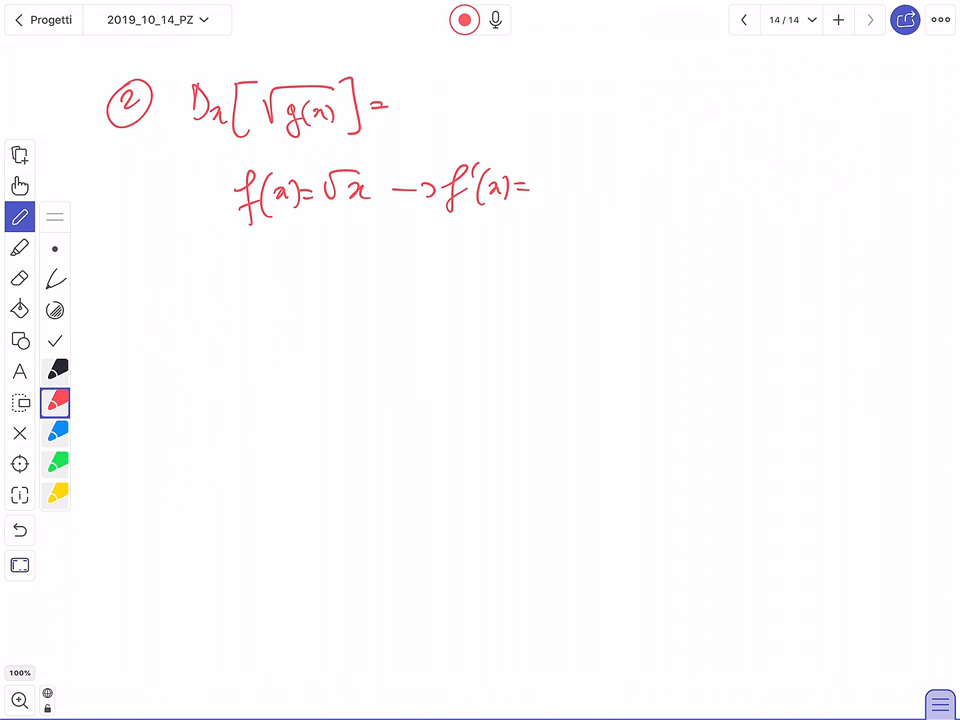 Progetti 2019_10_14_PZ 14 / 14
② Dx[√g(x)] =
f(x) = √x → f'(x) =
A
100%